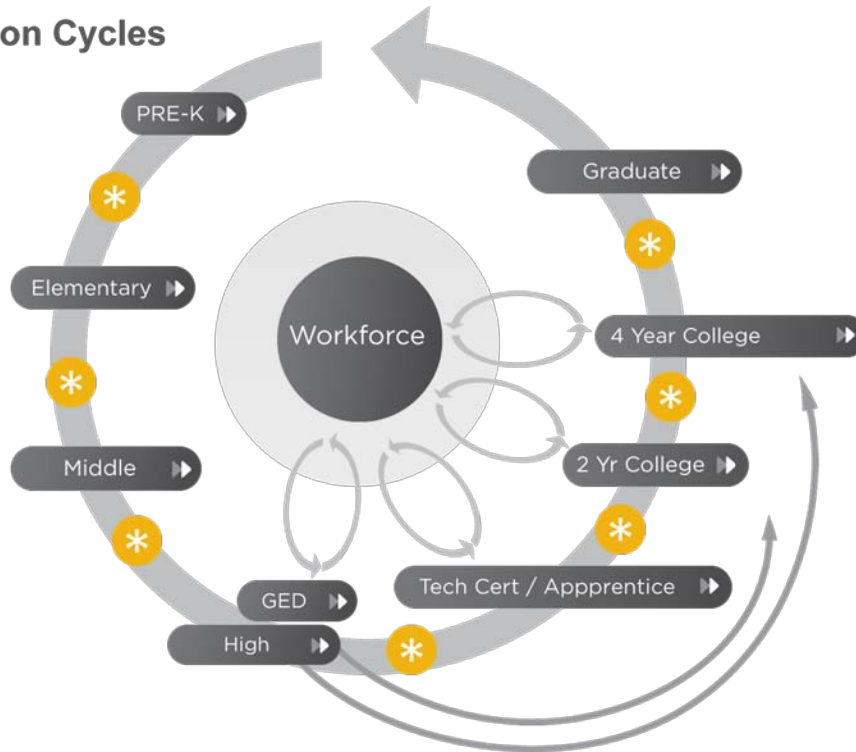 on Cycles
PRE-K
Graduate
Elementary
Workforce
4 Year College
Middle
2 Yr College
Tech Cert / Appprentice
GED
High